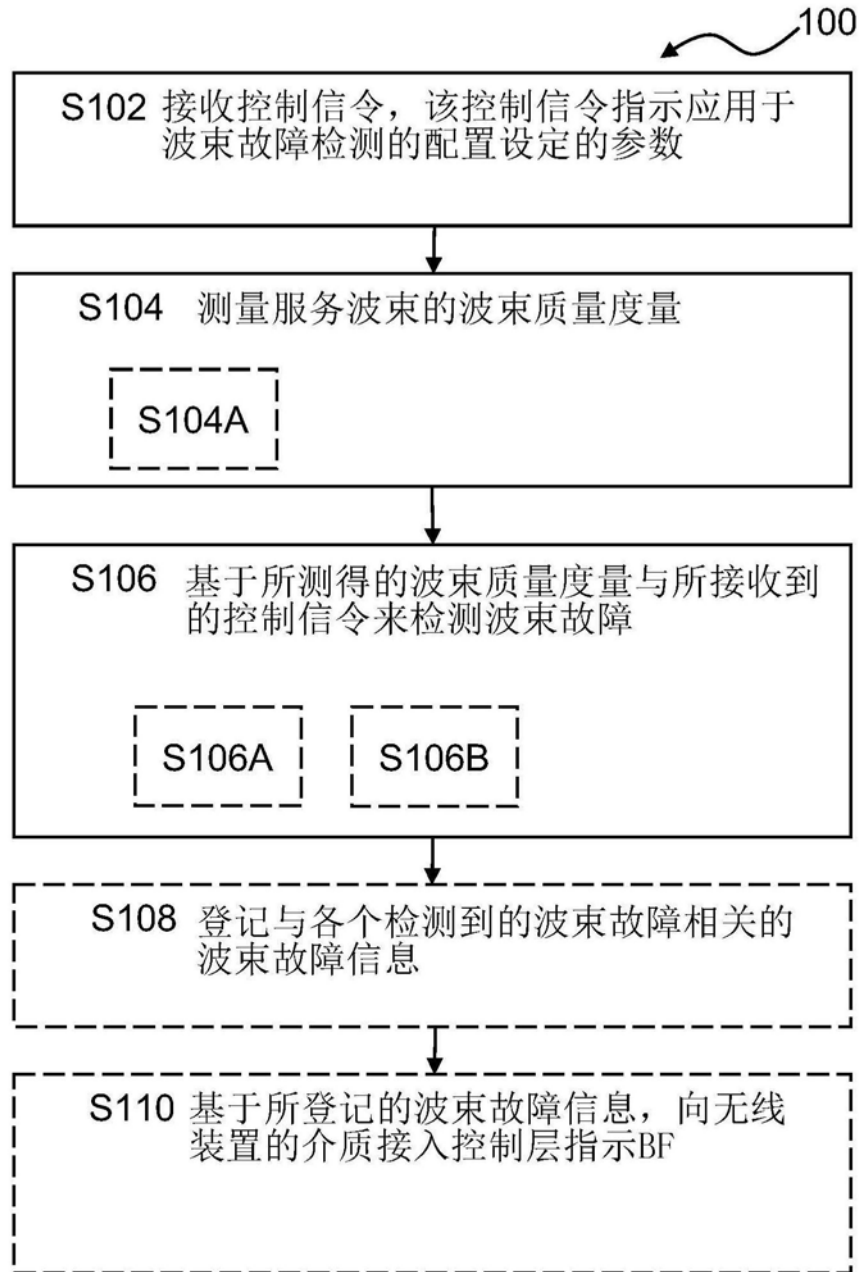 100
S102 接收控制信令，该控制信令指示应用于
波束故障检测的配置设定的参数
S104 测量服务波束的波束质量度量
S104A
S106 基于所测得的波束质量度量与所接收到
的控制信令来检测波束故障
S106A S106B
S108 登记与各个检测到的波束故障相关的
波束故障信息
S110 基于所登记的波束故障信息，向无线
装置的介质接入控制层指示BF